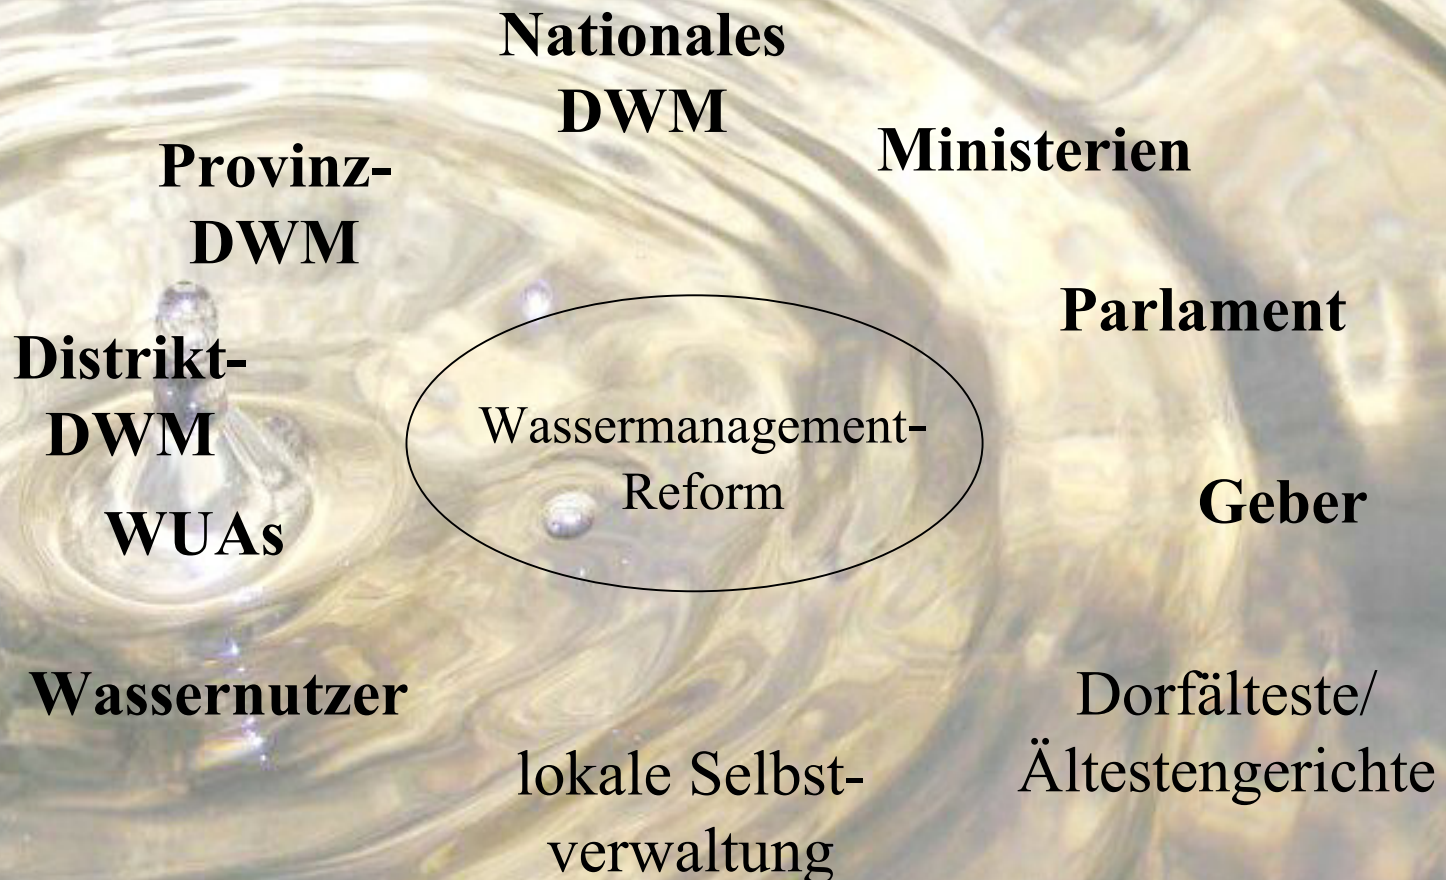 Nationales
DWM
Ministerien
Provinz-
DWM
Parlament
Distrikt-
DWM
Wassermanagement-
Reform
Geber
WUAs
Wassernutzer
Dorfälteste/
Ältestengerichte
lokale Selbst-
verwaltung